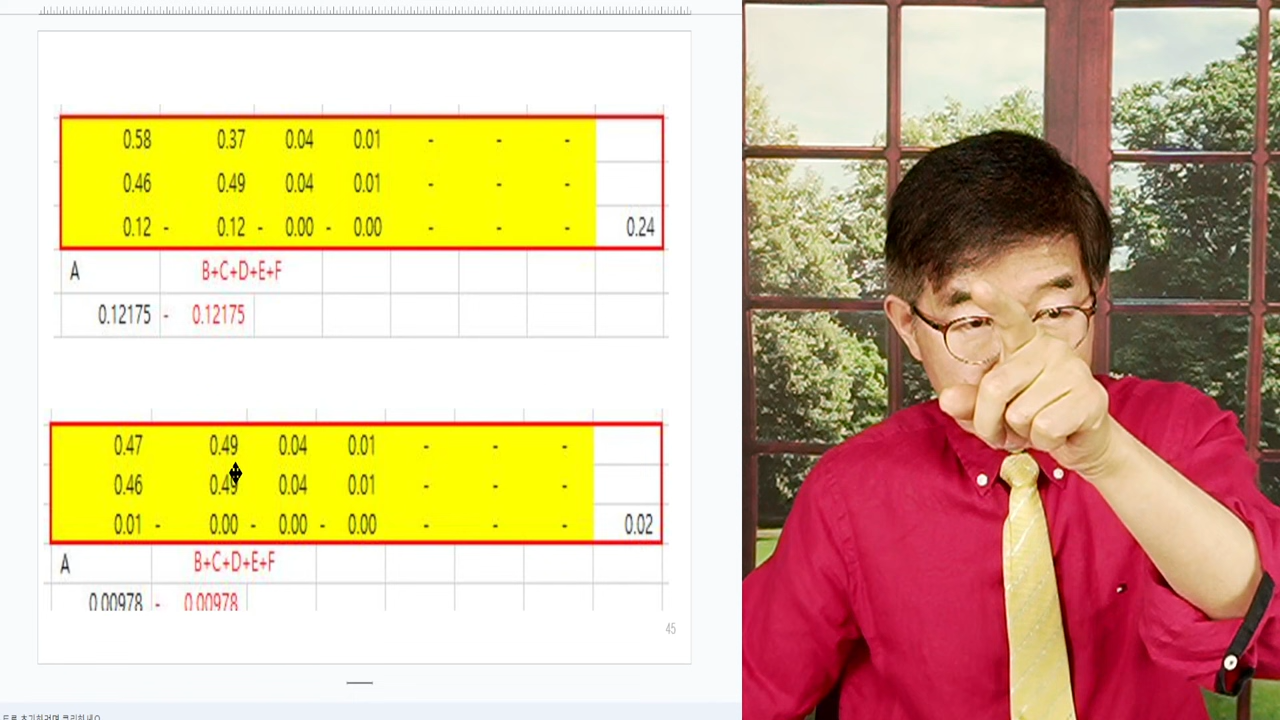 0.58 0.37 0.04 0.01 - - -
0.46 0.49 0.04 0.01 - - -
0.12 - 0.12 - 0.00 - 0.00 - - - 0.24
A B+C+D+E+F
0.12175 - 0.12175
0.47 0.49 0.04 0.01 - - -
0.46 0.49 0.04 0.01 - - -
0.01 - 0.00 - 0.00 - 0.00 - - - 0.02
A B+C+D+E+F
0.00978 - 0.00978
45